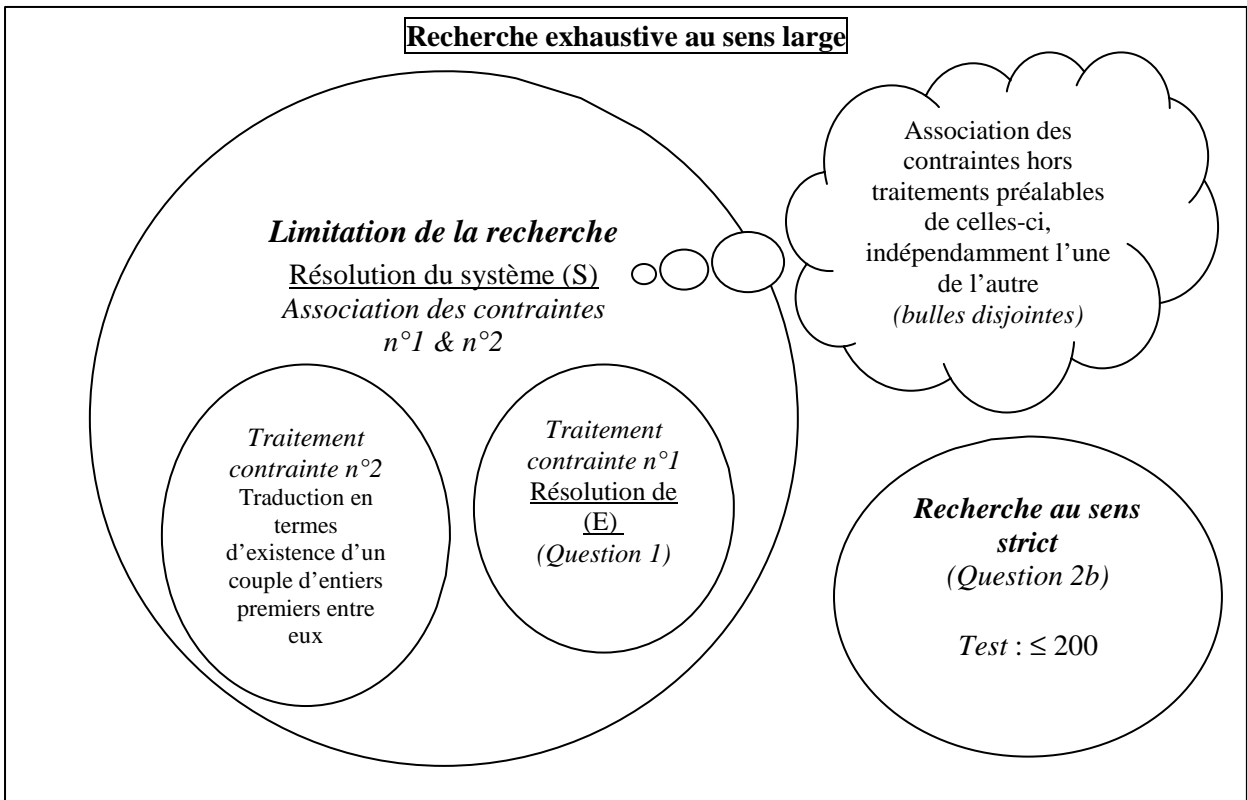 Recherche exhaustive au sens large
Association des
contraintes hors
traitements préalables
de celles-ci,
indépendamment l’une
de l’autre
(bulles disjointes)
Limitation de la recherche
Résolution du système (S)
Association des contraintes
n°1 & n°2
Traitement
contrainte n°2
Traduction en
termes
d’existence d’un
couple d’entiers
premiers entre
eux
Traitement
contrainte n°1
Résolution de
(E)
(Question 1)
Recherche au sens
strict
(Question 2b)
Test : ≤ 200